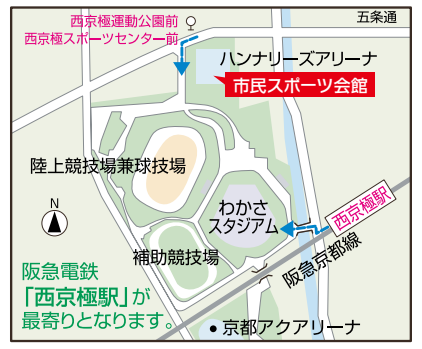 西京極運動公園前
西京極スポーツセンター前
五条通
ハンナリーズアリーナ
市民スポーツ会館
陸上競技場兼球技場
わかさ
スタジアム
西京極駅
N
補助競技場
阪急京都線
阪急電鉄
「西京極駅」が
最寄りとなります。
●京都アクアリーナ